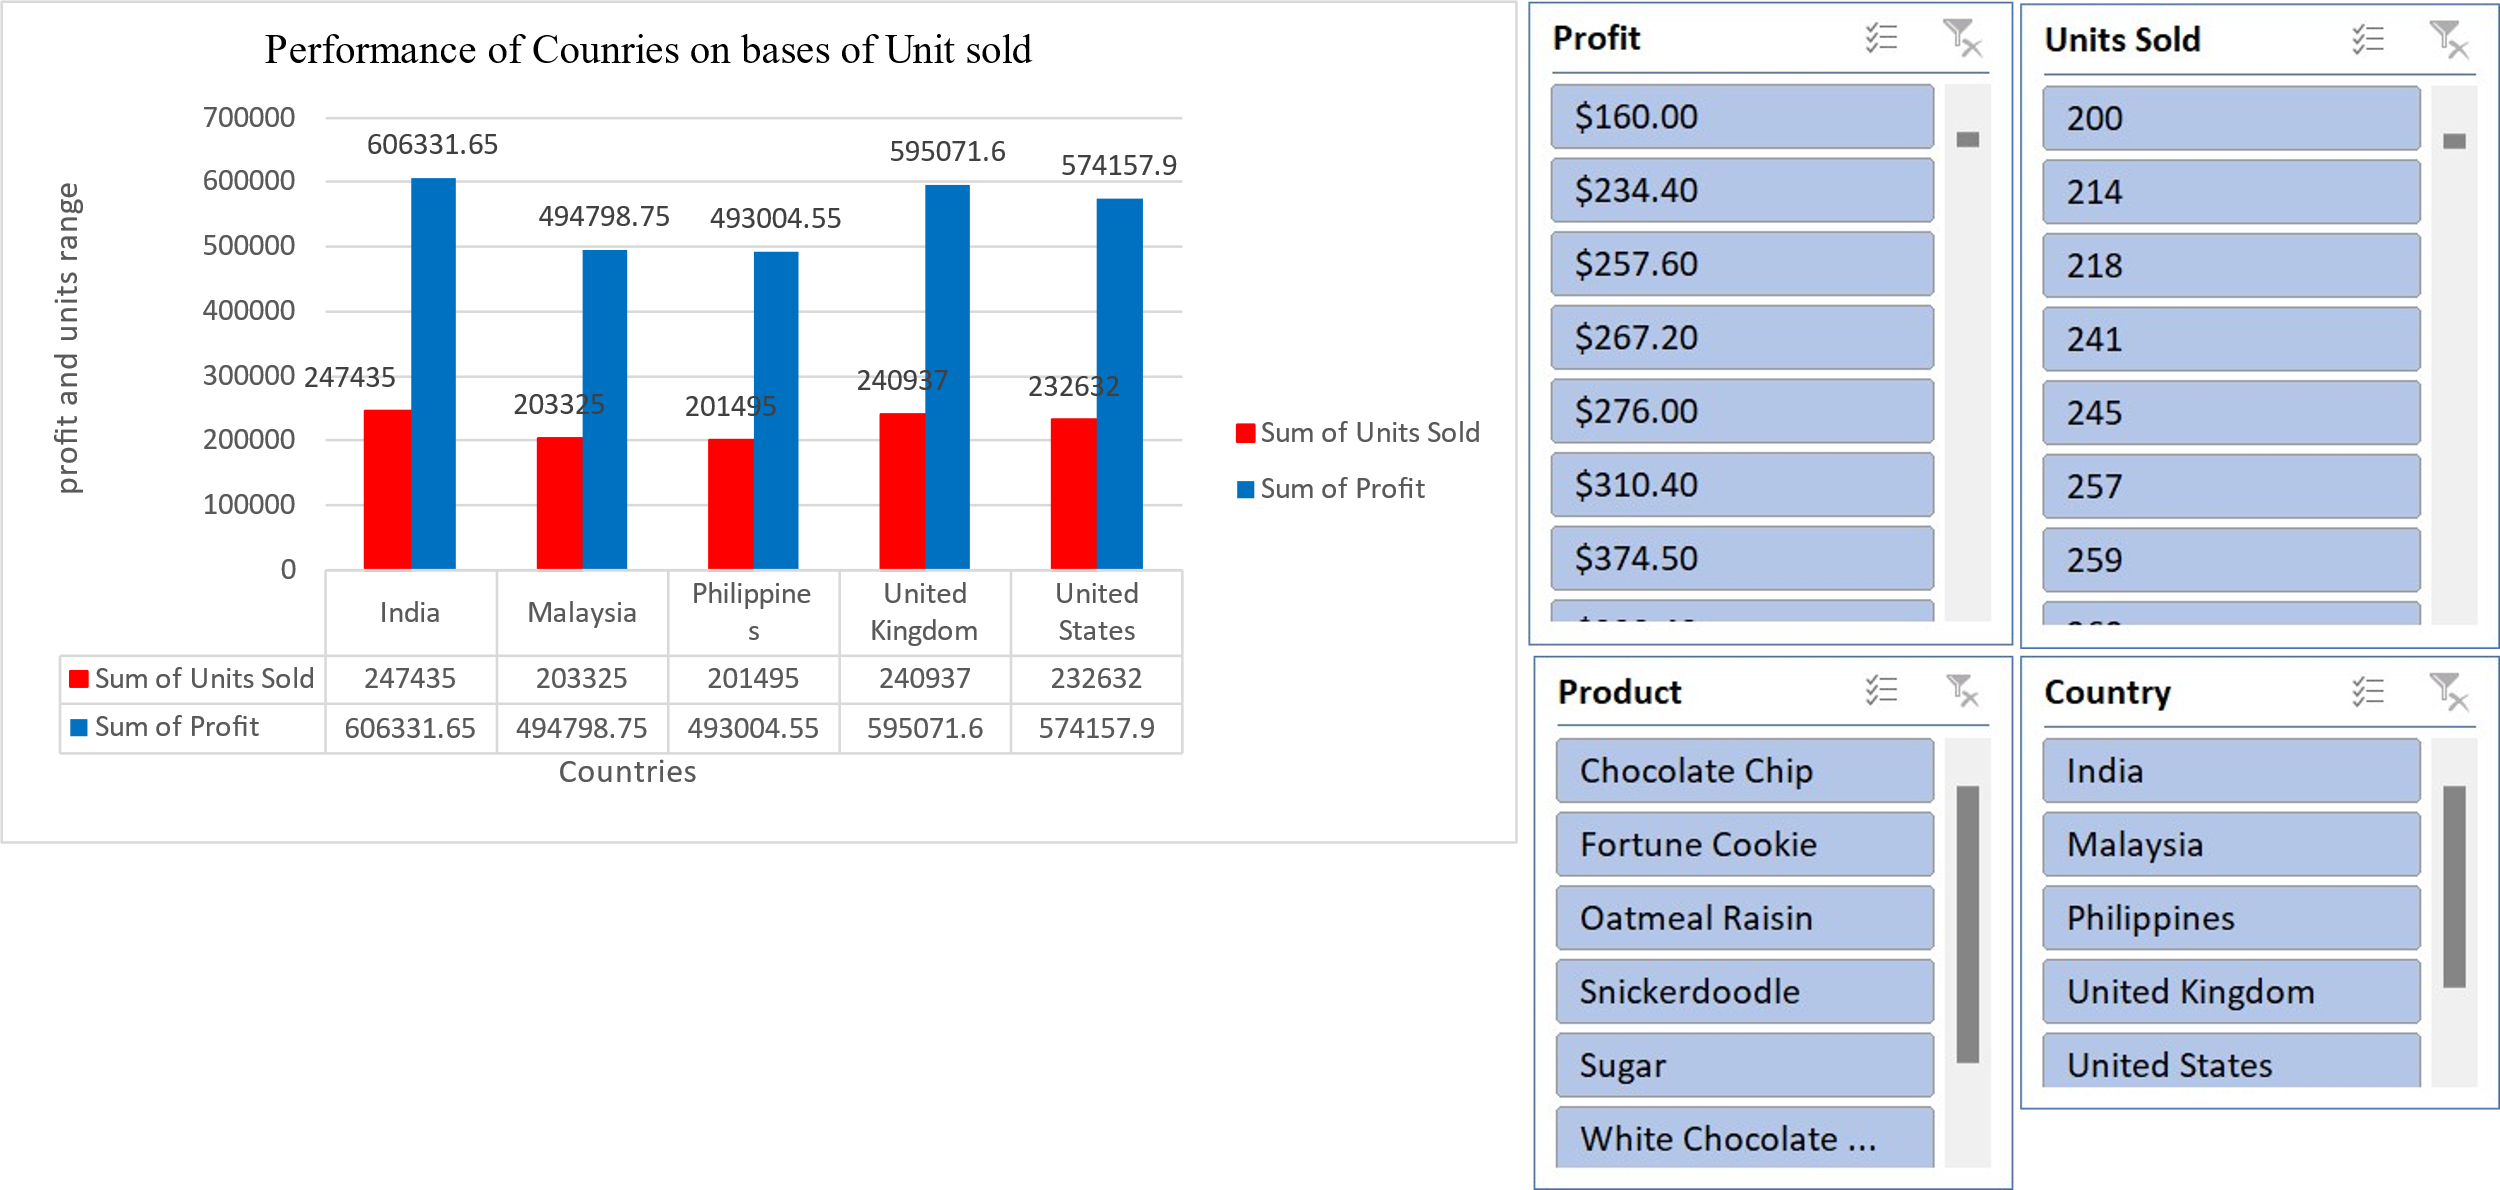 Performance of Counries on bases of Unit sold
profit and units range
700000
600000
500000
400000
300000
200000
100000
0
606331.65
494798.75
493004.55
595071.6
574157.9
247435
203325
201495
240937
232632
Sum of Units Sold
Sum of Profit
India
Malaysia
Philippine
s
United
Kingdom
United
States
Sum of Units Sold 247435 203325 201495 240937 232632
Sum of Profit 606331.65 494798.75 493004.55 595071.6 574157.9
Countries
Profit
$160.00
$234.40
$257.60
$267.20
$276.00
$310.40
$374.50
Units Sold
200
214
218
241
245
257
259
Product
Chocolate Chip
Fortune Cookie
Oatmeal Raisin
Snickerdoodle
Sugar
White Chocolate ...
Country
India
Malaysia
Philippines
United Kingdom
United States